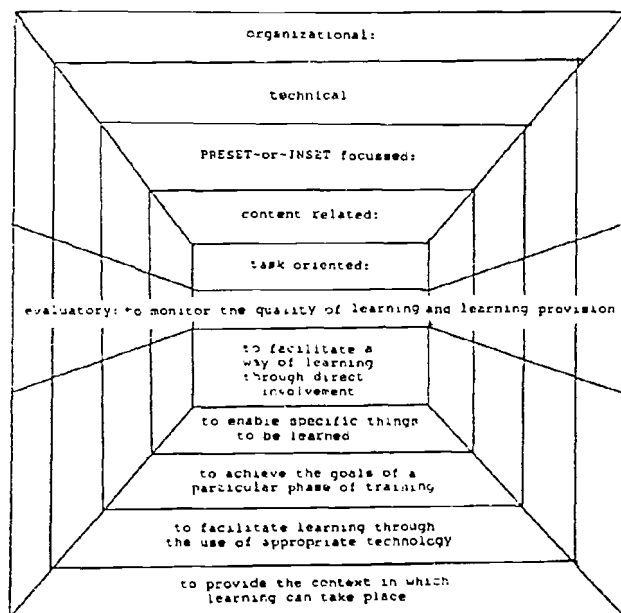 organizational:
technical
PRESET-or-INSET focussed:
content related:
task oriented:
evaluatory: to monitor the quality of learning and learning provision
to facilitate a
way of learning
through direct
involvement
to enable specific things
to be learned
to achieve the goals of a
particular phase of training
to facilitate learning through
the use of appropriate technology
to provide the context in which
learning can take place